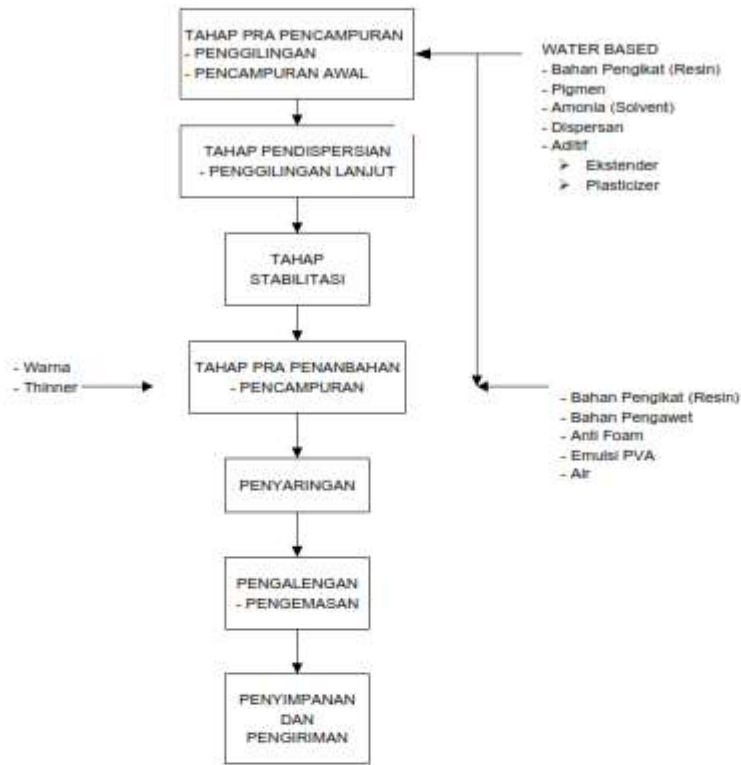 TAHAP PRA PENCAMPURAN
- PENGGILINGAN
- PENCAMPURAN AWAL
WATER BASED
- Bahan Pengikat (Resin)
- Pigmen
- Amonia (Solvent)
- Dispersan
- Aditif
➢ Ekstender
➢ Plasticizer
TAHAP PENDISPERSIAN
- PENGGILINGAN LANJUT
TAHAP
STABILITASI
- Warna
- Thinner
TAHAP PRA PENANBAHAN
- PENCAMPURAN
- Bahan Pengikat (Resin)
- Bahan Pengawet
- Anti Foam
- Emulsi PVA
- Air
PENYARINGAN
PENGALENGAN
- PENGEMASAN
PENYIMPANAN
DAN
PENGIRIMAN